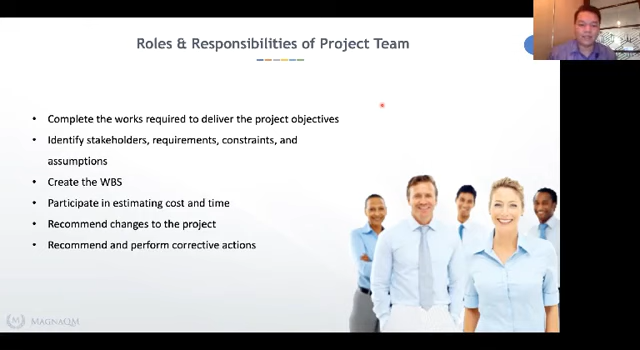 Roles & Responsibilities of Project Team
• Complete the works required to deliver the project objectives
• Identify stakeholders, requirements, constraints, and
assumptions
• Create the WBS
• Participate in estimating cost and time
• Recommend changes to the project
• Recommend and perform corrective actions
M MAGNAQM